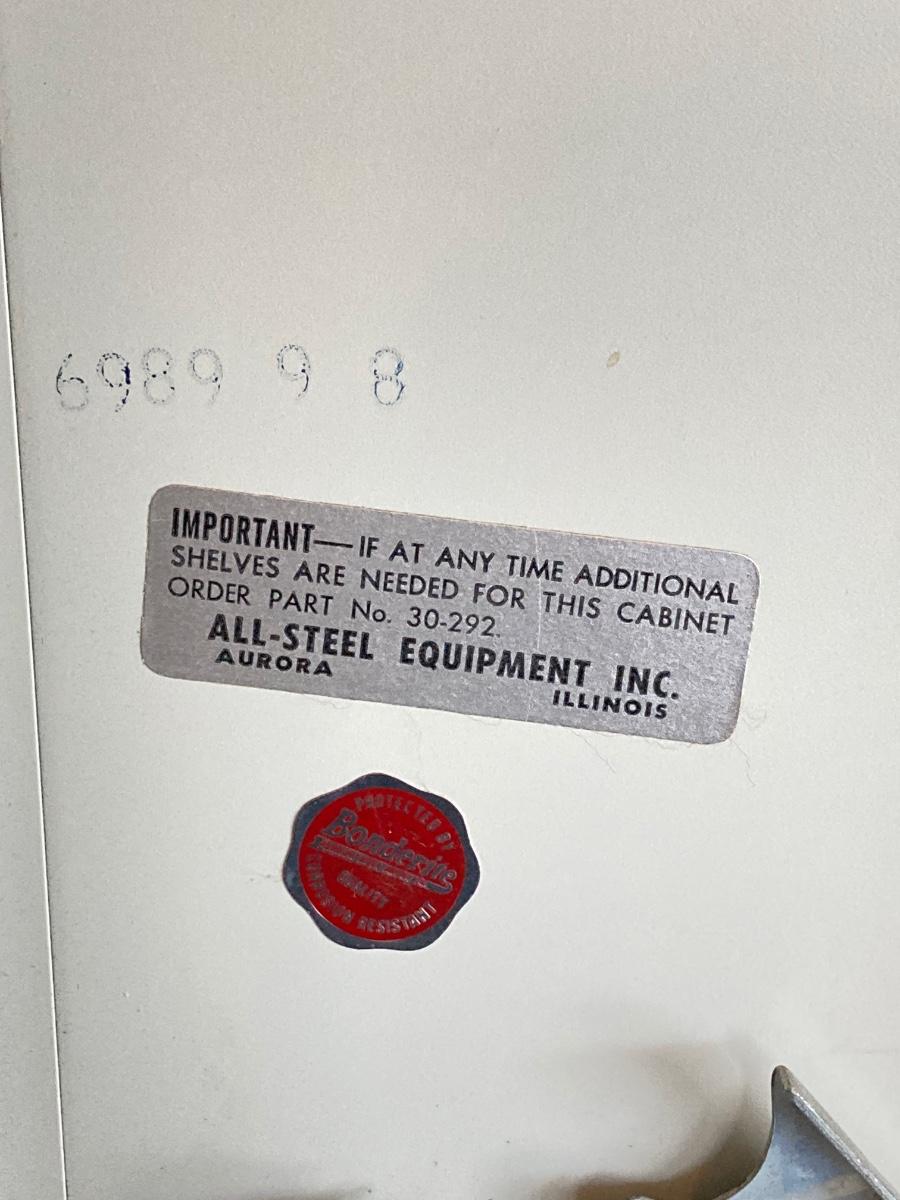 6989 9 8
IMPORTANT—IF AT ANY TIME ADDITIONAL
SHELVES ARE NEEDED FOR THIS CABINET
ORDER PART No. 30-292.
ALL-STEEL EQUIPMENT INC.
AURORA ILLINOIS
PROTECTED BY
Bonderite
QUALITY
CORROSION RESISTANT